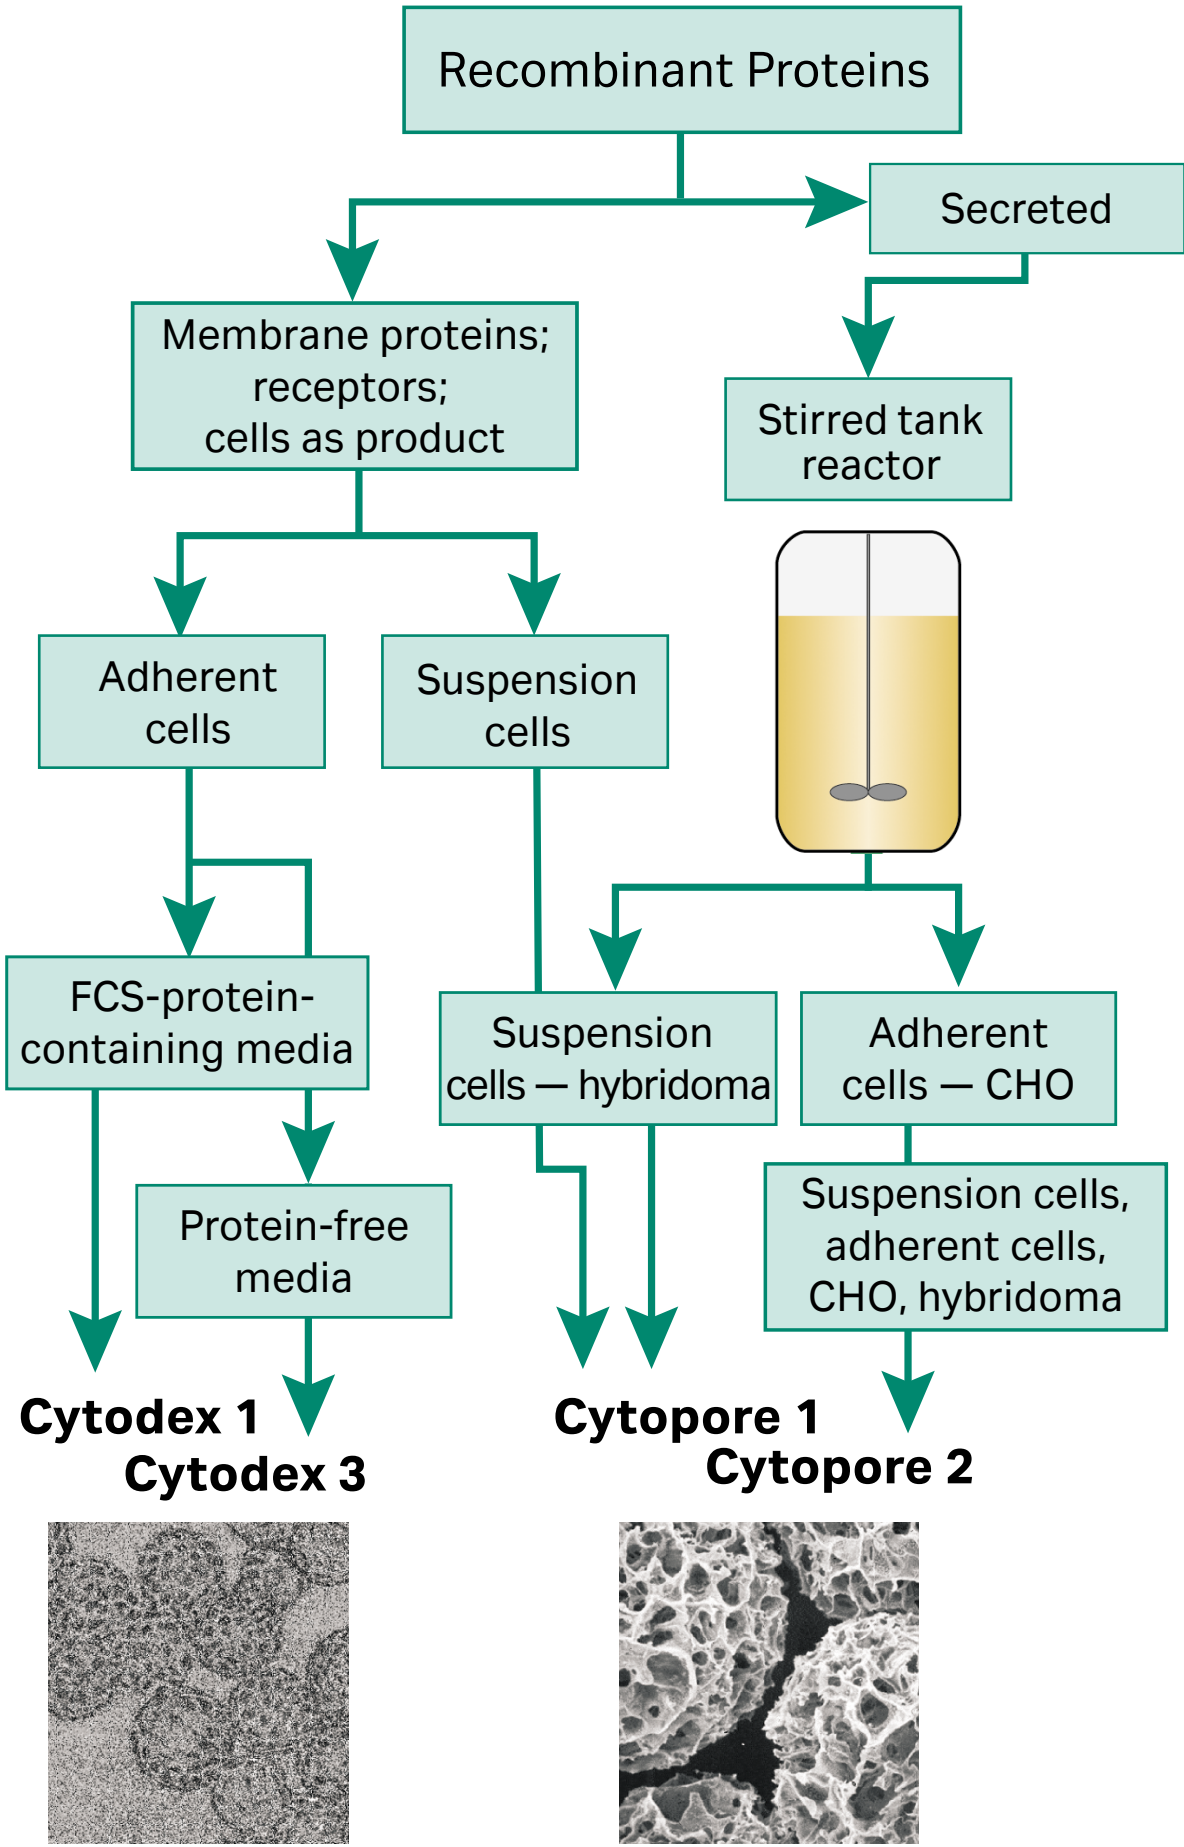 Recombinant Proteins
Secreted
Membrane proteins;
receptors;
cells as product
Stirred tank
reactor
Adherent
cells
Suspension
cells
FCS-protein-
containing media
Suspension
cells — hybridoma
Adherent
cells — CHO
Protein-free
media
Suspension cells,
adherent cells,
CHO, hybridoma
Cytodex 1
Cytodex 3
Cytopore 1
Cytopore 2